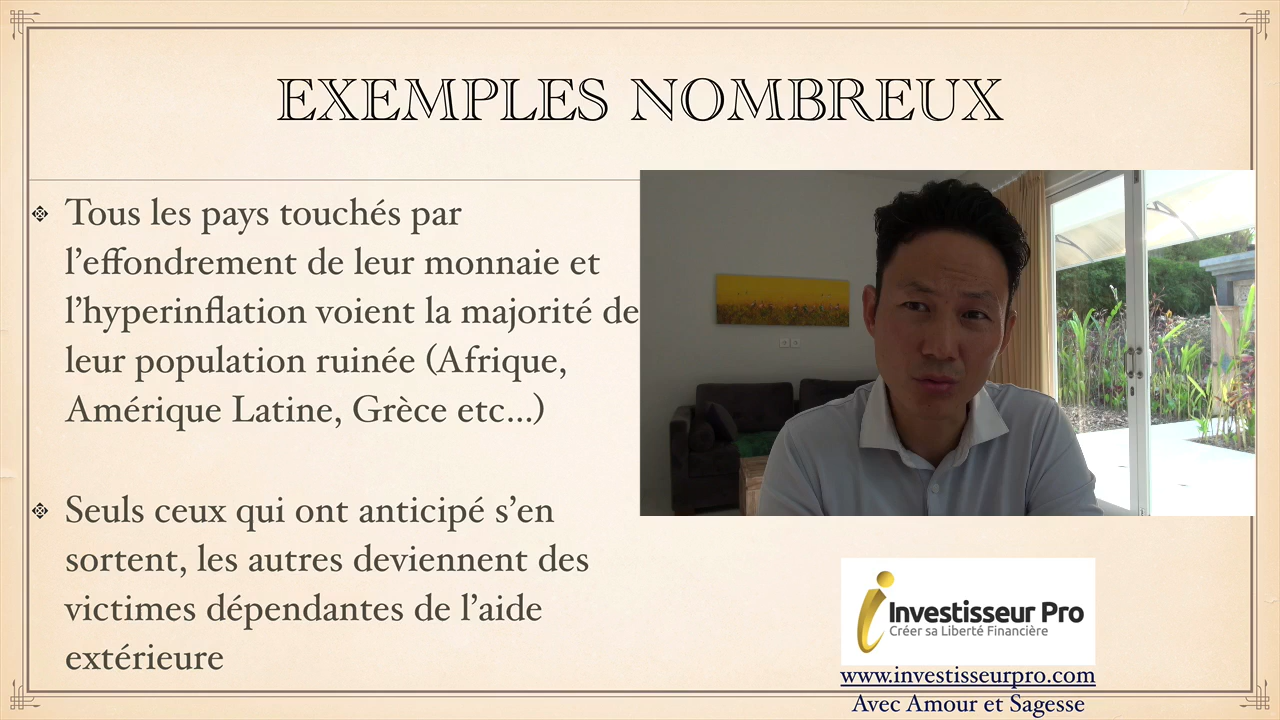 EXEMPLES NOMBREUX
Tous les pays touchés par
l’effondrement de leur monnaie et
l’hyperinflation voient la majorité de
leur population ruinée (Afrique,
Amérique Latine, Grèce etc...)
Seuls ceux qui ont anticipé s’en
sortent, les autres deviennent des
victimes dépendantes de l’aide
extérieure
Investisseur Pro
Créer sa Liberté Financière
www.investisseurpro.com
Avec Amour et Sagesse